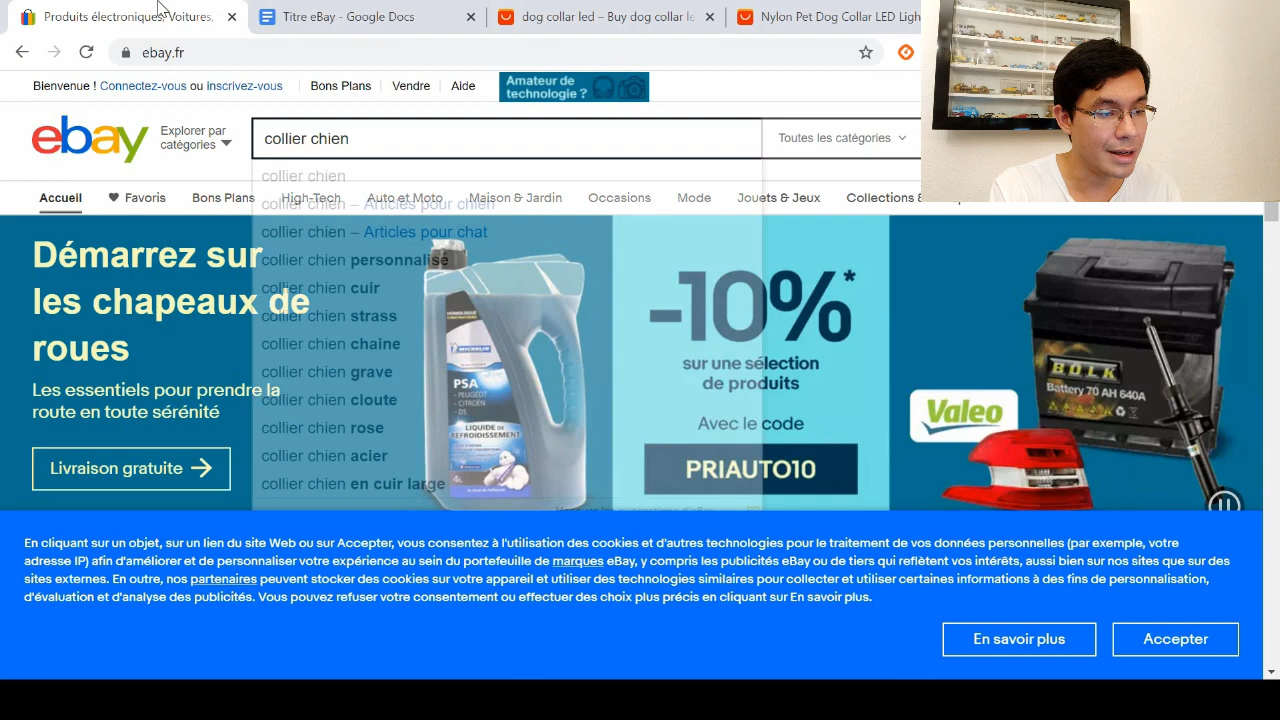 Produits électroniques, Voitures,
Titre eBay - Google Docs
dog collar led – Buy dog collar le
Nylon Pet Dog Collar LED Ligh
ebay.fr
Bienvenue ! Connectez-vous ou inscrivez-vous
Bons Plans
Vendre
Aide
Amateur de
technologie ?
ebay
Explorer par
catégories
collier chien
Toutes les catégories
collier chien
Accueil
Favoris
Bons Plans
High-Tech
Auto et Moto
Maison & Jardin
Occasions
Mode
Jouets & Jeux
Collections &
collier chien – Articles pour chien
collier chien – Articles pour chat
collier chien personnalisé
collier chien cuir
collier chien strass
collier chien chaine
collier chien grave
collier chien cloute
collier chien rose
collier chien acier
collier chien en cuir large
Démarrez sur
les chapeaux de
roues
Les essentiels pour prendre la
route en toute sérénité
Livraison gratuite
MICHELIN
PSA
- PEUGEOT
- CITROËN
- DS
LIQUIDE DE
REFROIDISSEMENT
-10%*
sur une sélection
de produits
Avec le code
PRIAUTO10
Valeo
BOLK
Battery 70 AH 640A
En cliquant sur un objet, sur un lien du site Web ou sur Accepter, vous consentez à l'utilisation des cookies et d'autres technologies pour le traitement de vos données personnelles (par exemple, votre
adresse IP) afin d'améliorer et de personnaliser votre expérience au sein du portefeuille de marques eBay, y compris les publicités eBay ou de tiers qui reflètent vos intérêts, aussi bien sur nos sites que sur des
sites externes. En outre, nos partenaires peuvent stocker des cookies sur votre appareil et utiliser des technologies similaires pour collecter et utiliser certaines informations à des fins de personnalisation,
d'évaluation et d'analyse des publicités. Vous pouvez refuser votre consentement ou effectuer des choix plus précis en cliquant sur En savoir plus.
En savoir plus
Accepter